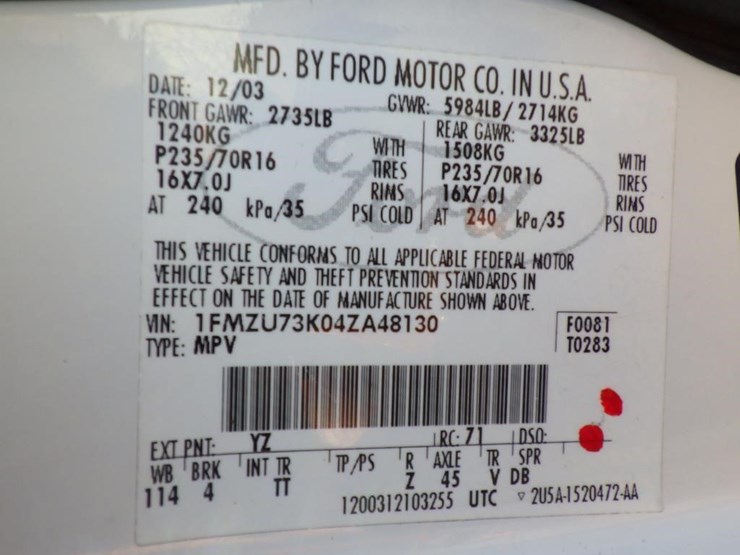 MFD. BY FORD MOTOR CO. IN U.S.A.
DATE: 12/03 GVWR: 5984LB/ 2714KG
FRONT GAWR: 2735LB REAR GAWR: 3325LB
1240KG WITH 1508KG WITH
P235/70R16 TIRES P235/70R16 TIRES
16X7.0J RIMS 16X7.0J RIMS
AT 240 kPa/35 PSI COLD AT 240 kPa/35 PSI COLD
Ford
THIS VEHICLE CONFORMS TO ALL APPLICABLE FEDERAL MOTOR
VEHICLE SAFETY AND THEFT PREVENTION STANDARDS IN
EFFECT ON THE DATE OF MANUFACTURE SHOWN ABOVE.
VIN: 1FMZU73K04ZA48130 F0081
TYPE: MPV T0283
EXT PNT: YZ RC: 71 DSO:
WB BRK INT TR TP/PS R AXLE TR SPR
114 4 TT Z 45 V DB
1200312103255 UTC ▽ 2U5A-1520472-AA